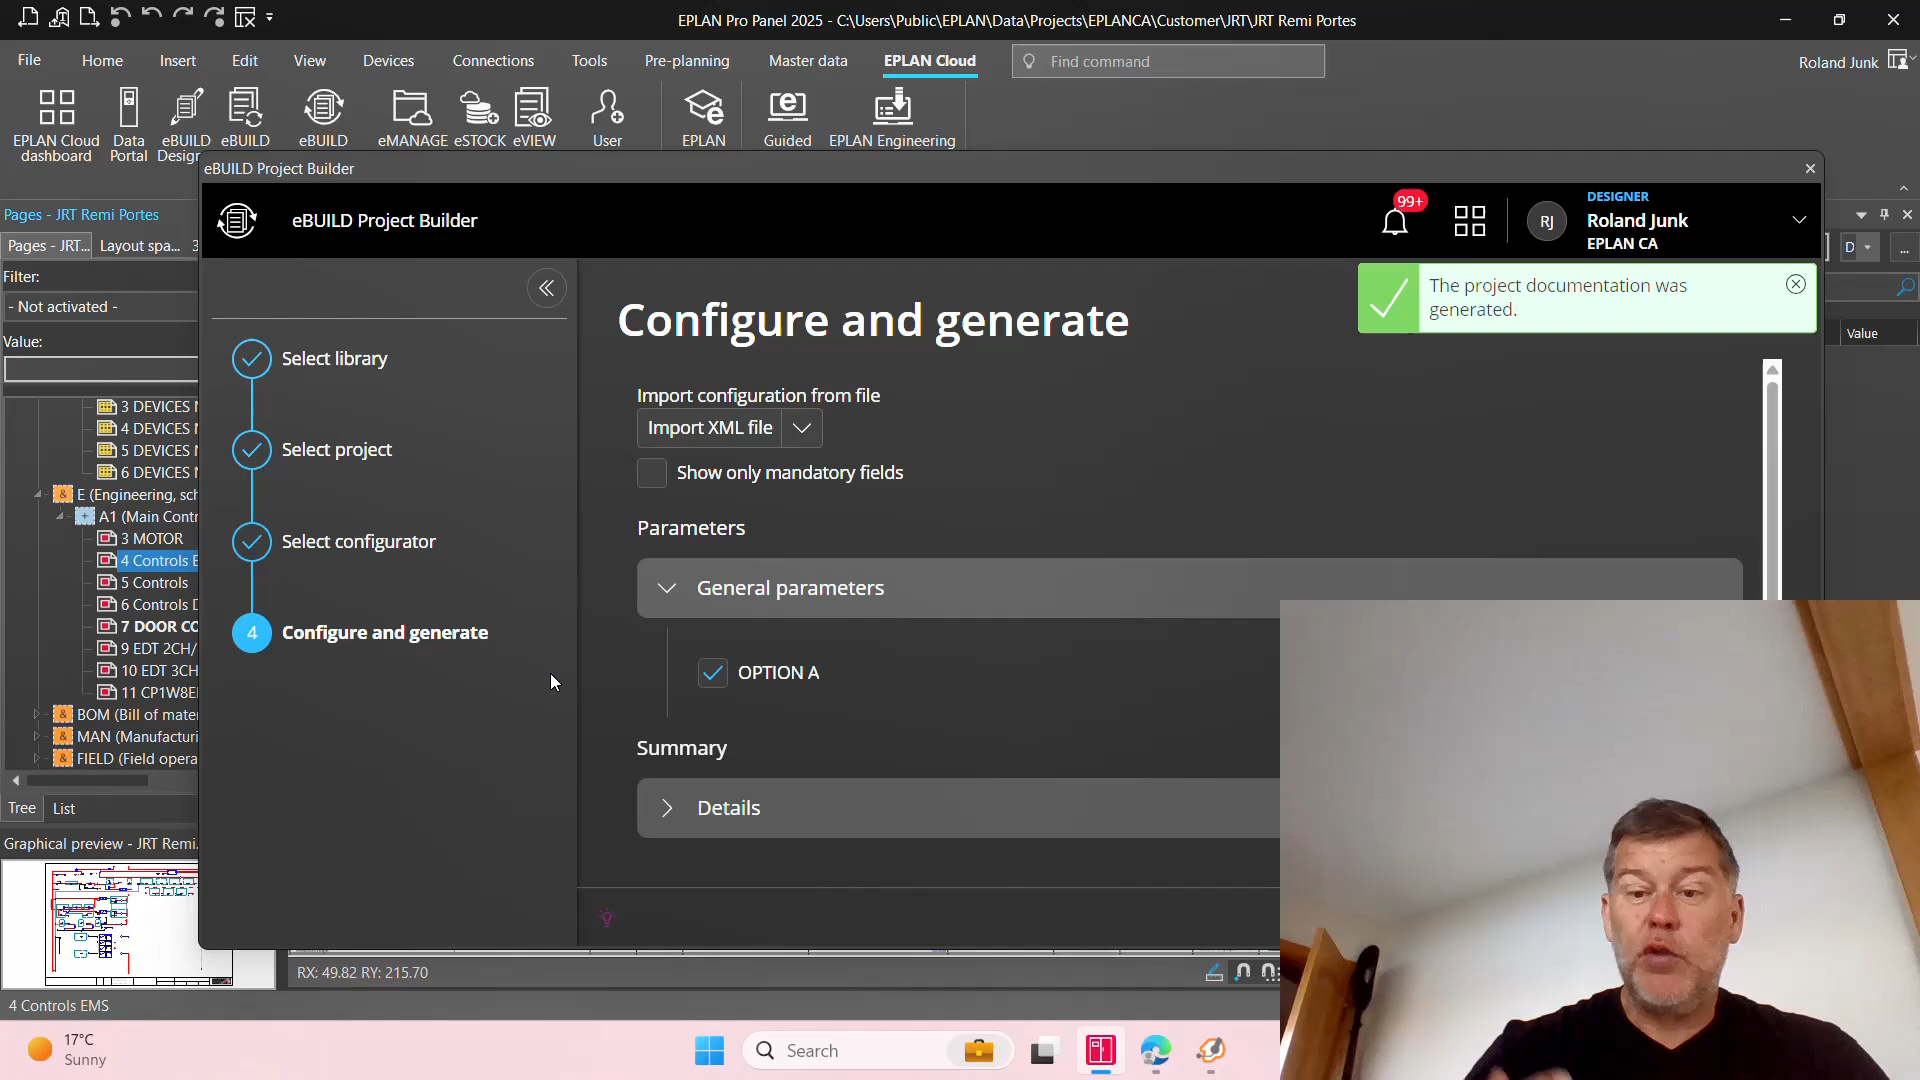 EPLAN Pro Panel 2025 - C:\Users\Public\EPLAN\Data\Projects\EPLANCA\Customer\JRT\JRT Remi Portes
File Home Insert Edit View Devices Connections Tools Pre-planning Master data EPLAN Cloud
Find command
Roland Junk
EPLAN Cloud dashboard
Data Portal
eBUILD Desig
eBUILD
eBUILD
eMANAGE
eSTOCK
eVIEW
User
EPLAN
Guided
EPLAN Engineering
eBUILD Project Builder
Pages - JRT Remi Portes
Pages - JRT...
Layout spa...
3
Filter:
- Not activated -
Value:
3 DEVICES
4 DEVICES
5 DEVICES
6 DEVICES
E (Engineering, sch
A1 (Main Contr
3 MOTOR
4 Controls E
5 Controls
6 Controls D
7 DOOR CO
9 EDT 2CH/
10 EDT 3CH
11 CP1W8E
BOM (Bill of mate
MAN (Manufacturi
FIELD (Field opera
Tree
List
Graphical preview - JRT Remi.
eBUILD Project Builder
99+
RJ
DESIGNER
Roland Junk
EPLAN CA
D
...
Value
The project documentation was
generated.
Select library
Select project
Select configurator
4
Configure and generate
Configure and generate
Import configuration from file
Import XML file
Show only mandatory fields
Parameters
General parameters
OPTION A
Summary
Details
RX: 49.82 RY: 215.70
4 Controls EMS
17°C
Sunny
Search